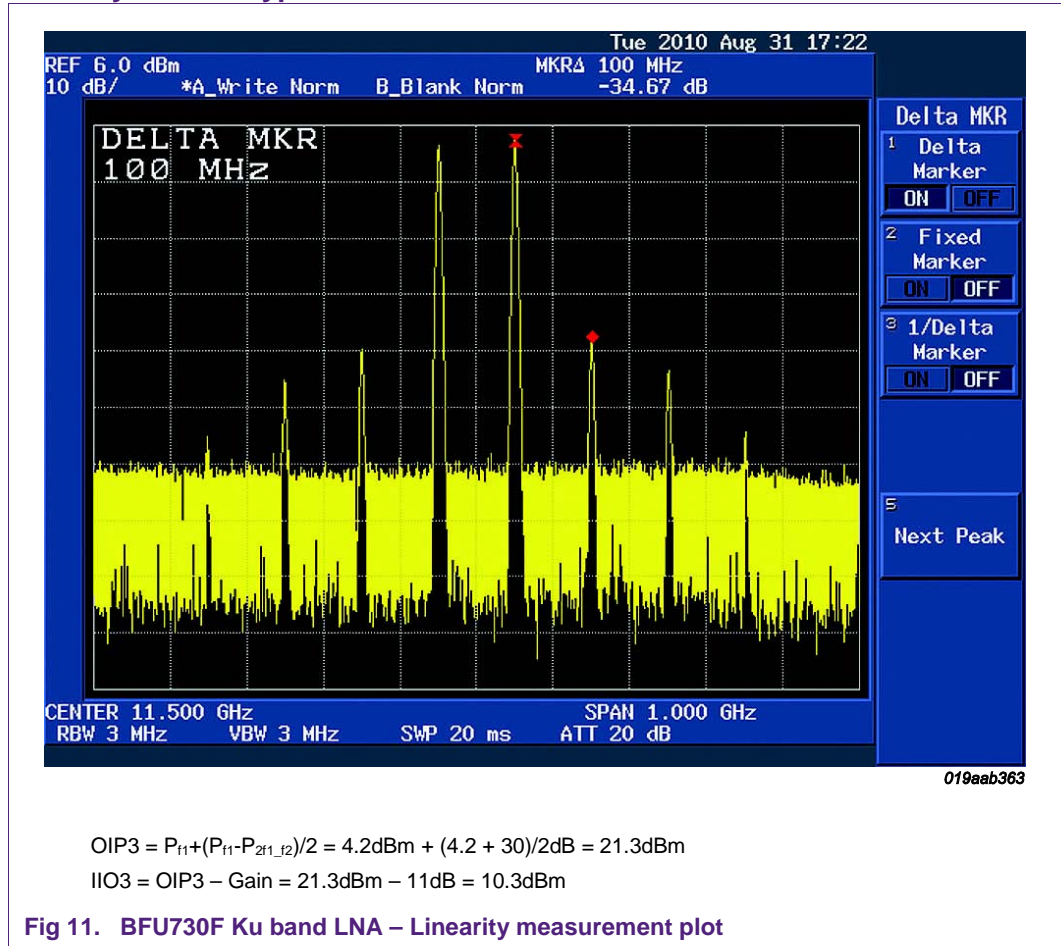 Tue 2010 Aug 31 17:22
REF 6.0 dBm MKRΔ 100 MHz
10 dB/ *A_Write Norm B_Blank Norm -34.67 dB
DELTA MKR
100 MHz
Delta MKR
1 Delta
Marker
ON OFF
2 Fixed
Marker
ON OFF
3 1/Delta
Marker
ON OFF
5
Next Peak
CENTER 11.500 GHz SPAN 1.000 GHz
RBW 3 MHz VBW 3 MHz SWP 20 ms ATT 20 dB
019aab363
OIP3 = Pf1+(Pf1-P2f1_f2)/2 = 4.2dBm + (4.2 + 30)/2dB = 21.3dBm
IIO3 = OIP3 – Gain = 21.3dBm – 11dB = 10.3dBm
Fig 11. BFU730F Ku band LNA – Linearity measurement plot